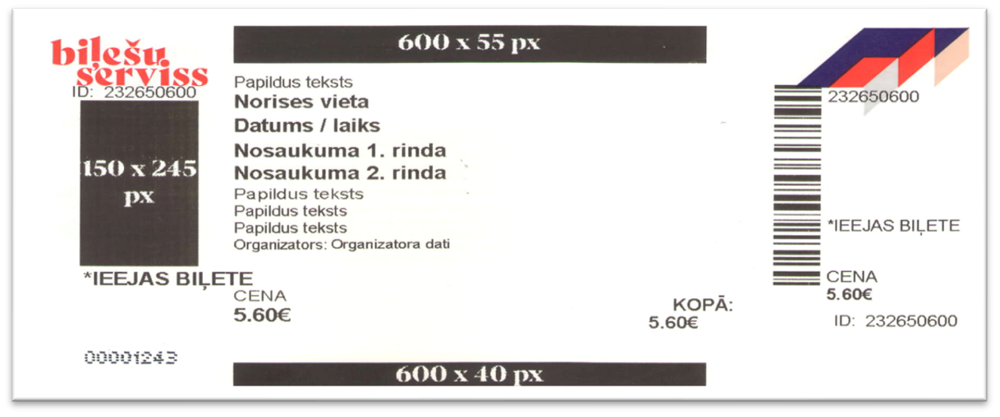 bilešu
serviss
ID: 232650600
150 x 245
px
*IEEJAS BIĻETE
00001243
600 x 55 px
Papildus teksts
Norises vieta
Datums / laiks
Nosaukuma 1. rinda
Nosaukuma 2. rinda
Papildus teksts
Papildus teksts
Papildus teksts
Organizators: Organizatora dati
CENA
5.60€
KOPĀ:
5.60€
600 x 40 px
232650600
*IEEJAS BIĻETE
CENA
5.60€
ID: 232650600